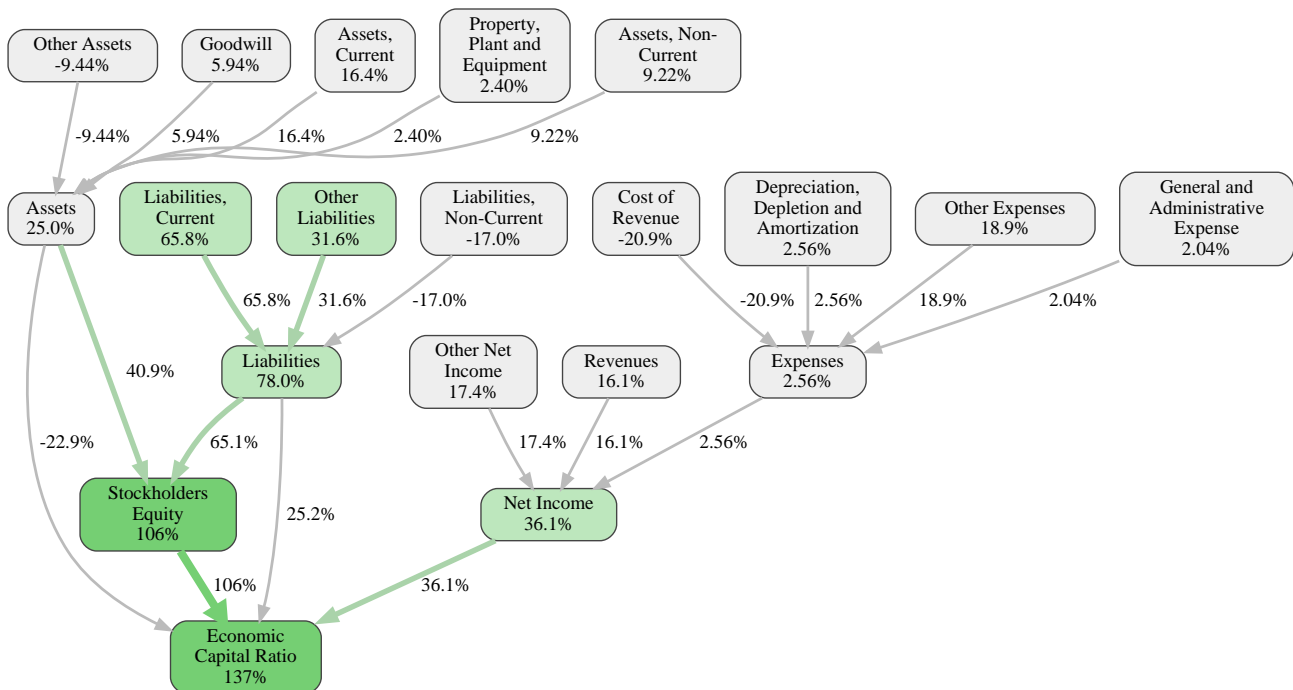 Other Assets
-9.44%
Goodwill
5.94%
Assets,
Current
16.4%
Property,
Plant and
Equipment
2.40%
Assets, Non-
Current
9.22%
-9.44%
5.94%
16.4%
2.40%
9.22%
Assets
25.0%
Liabilities,
Current
65.8%
Other
Liabilities
31.6%
Liabilities,
Non-Current
-17.0%
Cost of
Revenue
-20.9%
Depreciation,
Depletion and
Amortization
2.56%
Other Expenses
18.9%
General and
Administrative
Expense
2.04%
65.8%
31.6%
-17.0%
-20.9%
2.56%
18.9%
2.04%
40.9%
Liabilities
78.0%
Other Net
Income
17.4%
Revenues
16.1%
Expenses
2.56%
-22.9%
65.1%
17.4%
16.1%
2.56%
Stockholders
Equity
106%
25.2%
Net Income
36.1%
106%
36.1%
Economic
Capital Ratio
137%